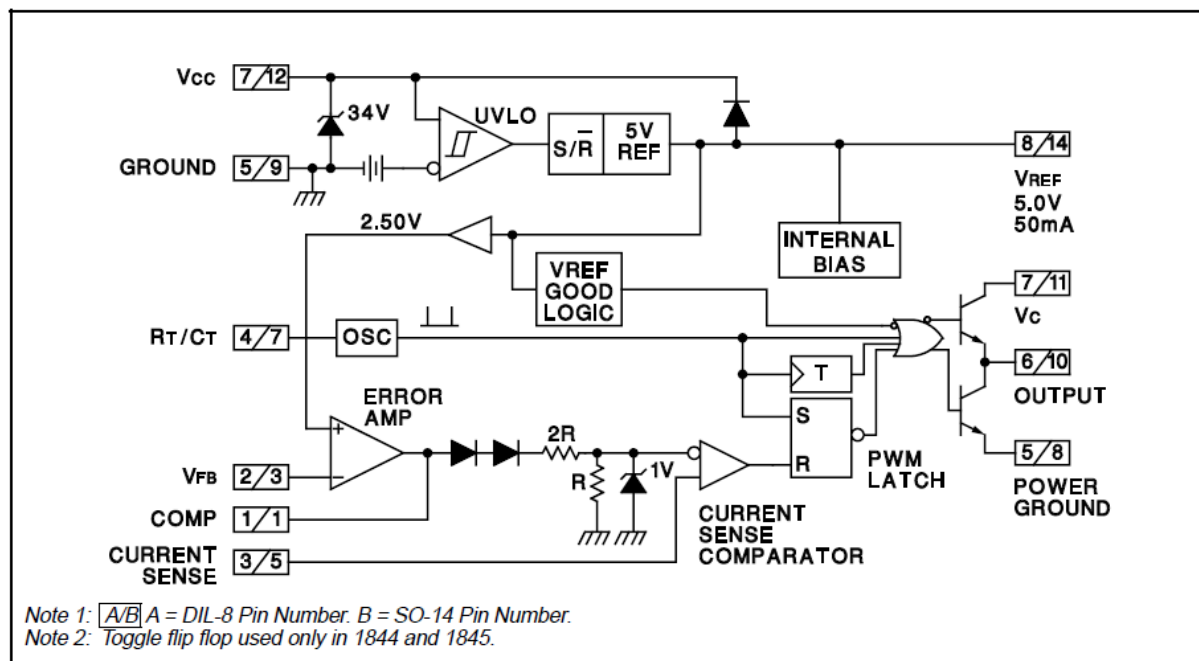 Vcc 7/12
34V
UVLO
S/R̅
5V
REF
GROUND 5/9
8/14
VREF
5.0V
50mA
2.50V
INTERNAL
BIAS
VREF
GOOD
LOGIC
7/11
Vc
RT/CT 4/7
OSC
T
6/10
OUTPUT
ERROR
AMP
+
−
2R
R
1V
S
R
PWM
LATCH
5/8
POWER
GROUND
VFB 2/3
COMP 1/1
CURRENT
SENSE
3/5
CURRENT
SENSE
COMPARATOR
Note 1: A/B A = DIL-8 Pin Number. B = SO-14 Pin Number.
Note 2: Toggle flip flop used only in 1844 and 1845.